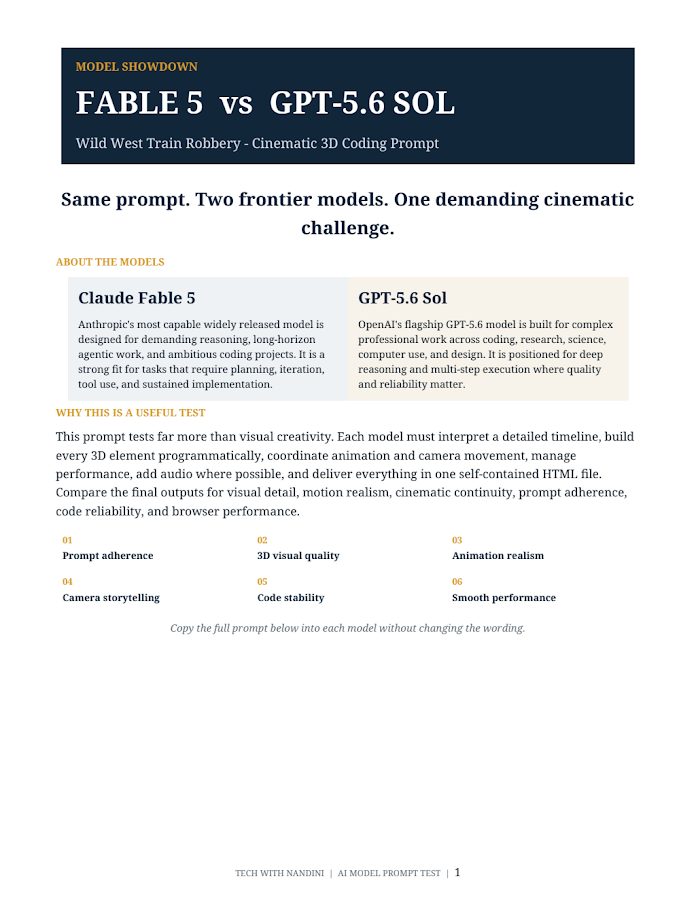 MODEL SHOWDOWN
FABLE 5 vs GPT-5.6 SOL
Wild West Train Robbery - Cinematic 3D Coding Prompt
Same prompt. Two frontier models. One demanding cinematic
challenge.
ABOUT THE MODELS
Claude Fable 5
Anthropic's most capable widely released model is
designed for demanding reasoning, long-horizon
agentic work, and ambitious coding projects. It is a
strong fit for tasks that require planning, iteration,
tool use, and sustained implementation.
GPT-5.6 Sol
OpenAI's flagship GPT-5.6 model is built for complex
professional work across coding, research, science,
computer use, and design. It is positioned for deep
reasoning and multi-step execution where quality
and reliability matter.
WHY THIS IS A USEFUL TEST
This prompt tests far more than visual creativity. Each model must interpret a detailed timeline, build
every 3D element programmatically, coordinate animation and camera movement, manage
performance, add audio where possible, and deliver everything in one self-contained HTML file.
Compare the final outputs for visual detail, motion realism, cinematic continuity, prompt adherence,
code reliability, and browser performance.
01
Prompt adherence
02
3D visual quality
03
Animation realism
04
Camera storytelling
05
Code stability
06
Smooth performance
Copy the full prompt below into each model without changing the wording.
TECH WITH NANDINI | AI MODEL PROMPT TEST | 1